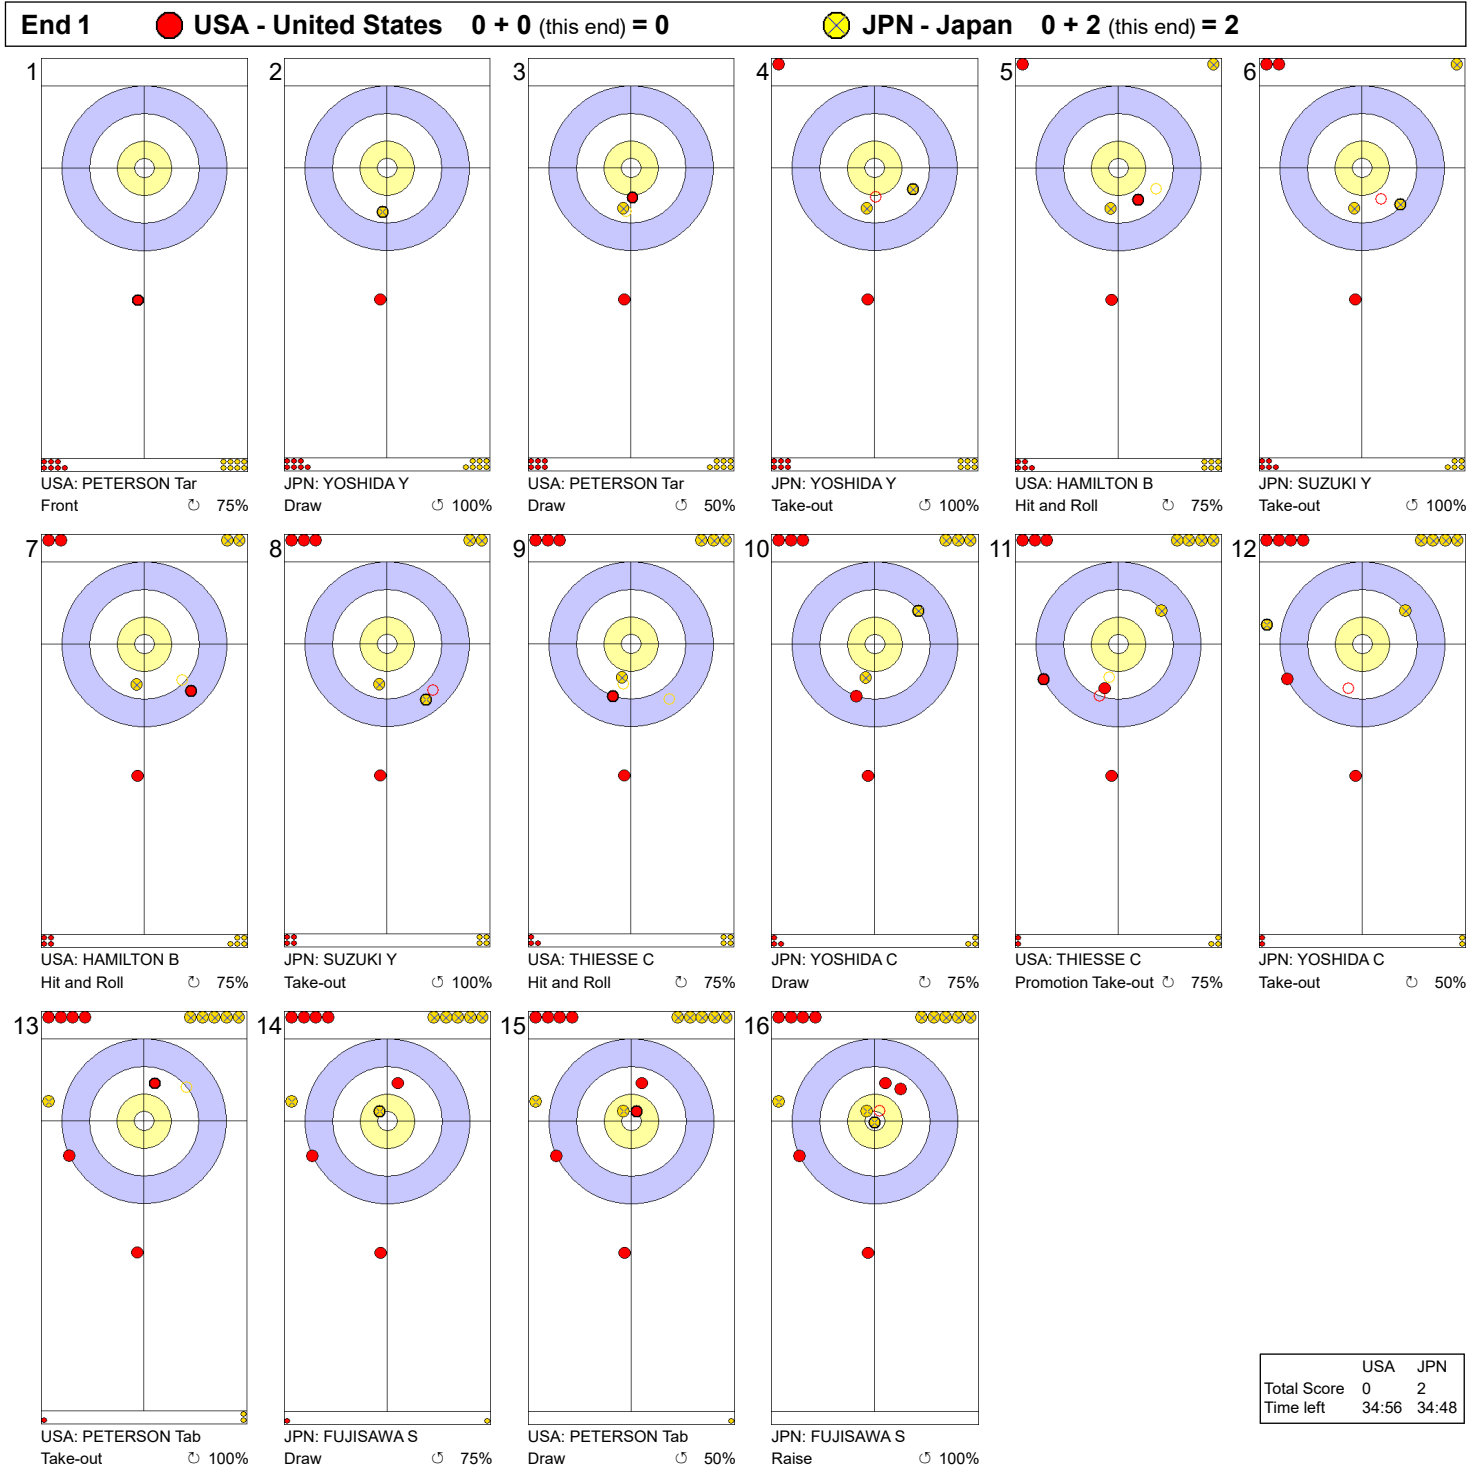 End 1 USA - United States 0 + 0 (this end) = 0 JPN - Japan 0 + 2 (this end) = 2
1
USA: PETERSON Tar
Front ↻ 75%
2
JPN: YOSHIDA Y
Draw ↺ 100%
3
USA: PETERSON Tar
Draw ↺ 50%
4
JPN: YOSHIDA Y
Take-out ↺ 100%
5
USA: HAMILTON B
Hit and Roll ↻ 75%
6
JPN: SUZUKI Y
Take-out ↺ 100%
7
USA: HAMILTON B
Hit and Roll ↻ 75%
8
JPN: SUZUKI Y
Take-out ↺ 100%
9
USA: THIESSE C
Hit and Roll ↻ 75%
10
JPN: YOSHIDA C
Draw ↻ 75%
11
USA: THIESSE C
Promotion Take-out ↻ 75%
12
JPN: YOSHIDA C
Take-out ↻ 50%
13
USA: PETERSON Tab
Take-out ↻ 100%
14
JPN: FUJISAWA S
Draw ↺ 75%
15
USA: PETERSON Tab
Draw ↺ 50%
16
JPN: FUJISAWA S
Raise ↻ 100%
USA JPN
Total Score 0 2
Time left 34:56 34:48